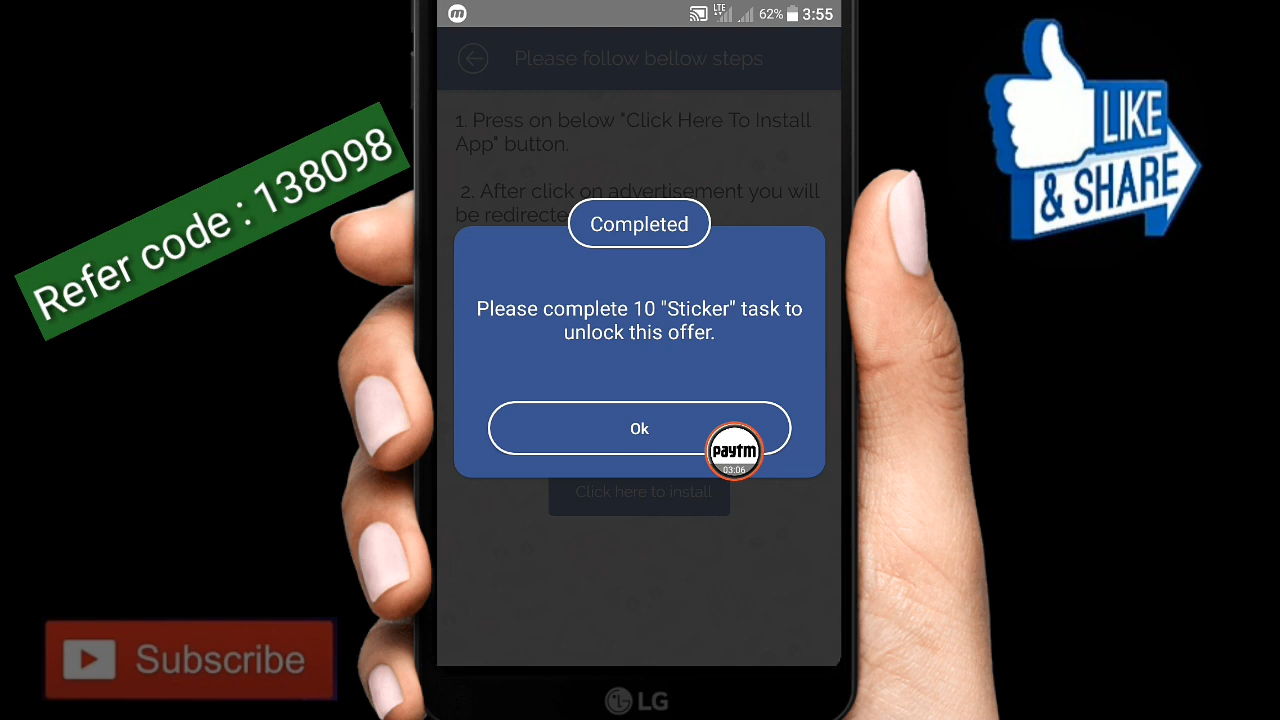 LTE
62%
3:55
Please follow bellow steps
1. Press on below "Click Here To Install
App" button.
2. After click on advertisement you will
be redirecte
Completed
Please complete 10 "Sticker" task to
unlock this offer.
Ok
paytm
03:06
Click here to install
LG
Refer code : 138098
LIKE
& SHARE
Subscribe